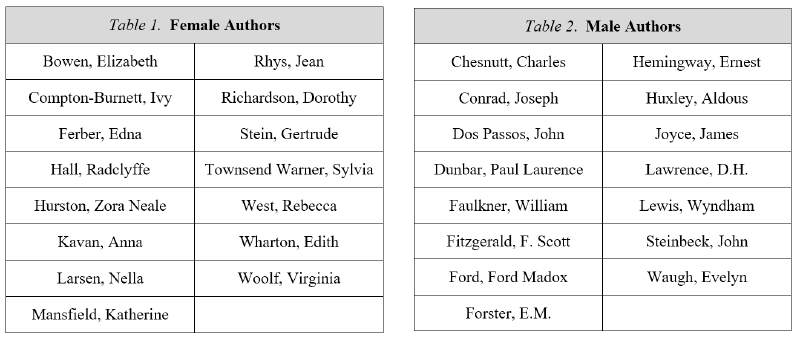 Table 1. Female Authors
Bowen, Elizabeth Rhys, Jean
Compton-Burnett, Ivy Richardson, Dorothy
Ferber, Edna Stein, Gertrude
Hall, Radclyffe Townsend Warner, Sylvia
Hurston, Zora Neale West, Rebecca
Kavan, Anna Wharton, Edith
Larsen, Nella Woolf, Virginia
Mansfield, Katherine
Table 2. Male Authors
Chesnutt, Charles Hemingway, Ernest
Conrad, Joseph Huxley, Aldous
Dos Passos, John Joyce, James
Dunbar, Paul Laurence Lawrence, D.H.
Faulkner, William Lewis, Wyndham
Fitzgerald, F. Scott Steinbeck, John
Ford, Ford Madox Waugh, Evelyn
Forster, E.M.